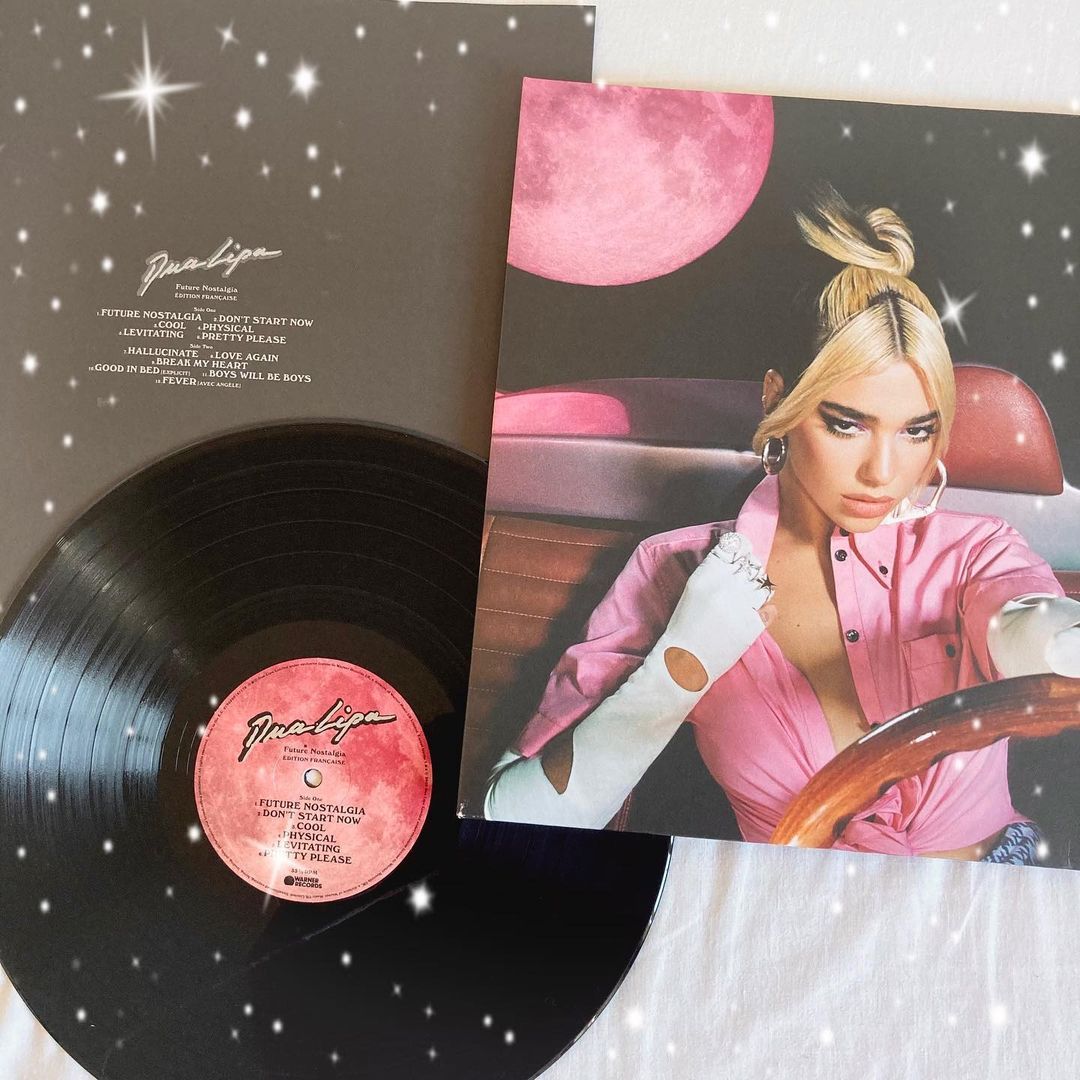 Dua Lipa
Future Nostalgia
ÉDITION FRANÇAISE
Side One
1. FUTURE NOSTALGIA 2. DON'T START NOW
3. COOL 4. PHYSICAL
5. LEVITATING 6. PRETTY PLEASE
Side Two
7. HALLUCINATE 8. LOVE AGAIN
9. BREAK MY HEART
10. GOOD IN BED [EXPLICIT] 11. BOYS WILL BE BOYS
12. FEVER [AVEC ANGÈLE]
Dua Lipa
Future Nostalgia
ÉDITION FRANÇAISE
Side One
1. FUTURE NOSTALGIA
2. DON'T START NOW
3. COOL
4. PHYSICAL
5. LEVITATING
6. PRETTY PLEASE
33 ⅓ RPM
WARNER
RECORDS